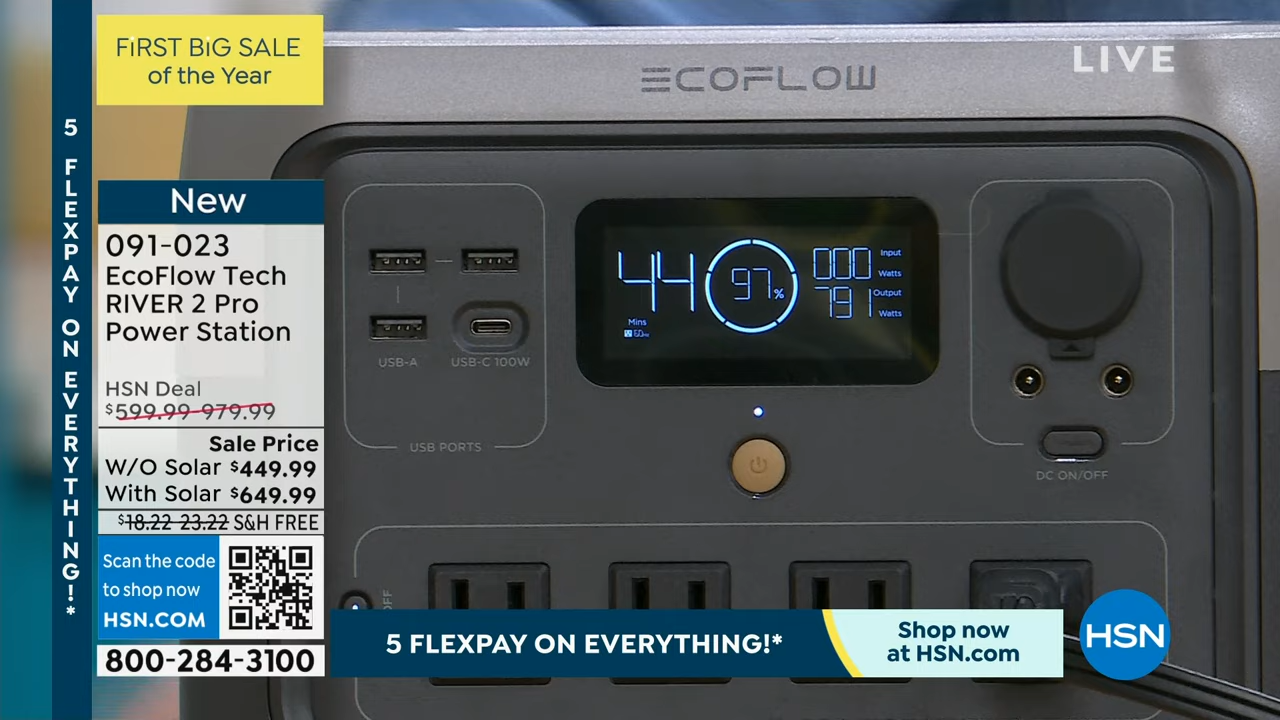 FiRST BiG SALE
of the Year
5 FLEXPAY ON EVERYTHING!*
New
091-023
EcoFlow Tech
RIVER 2 Pro
Power Station
HSN Deal
$599.99-979.99
Sale Price
W/O Solar $449.99
With Solar $649.99
$18.22-23.22 S&H FREE
Scan the code
to shop now
HSN.COM
800-284-3100
LIVE
ECOFLOW
44
Mins
60Hz
97%
000 Input
Watts
791 Output
Watts
USB-A
USB-C 100W
USB PORTS
DC ON/OFF
OFF
5 FLEXPAY ON EVERYTHING!*
Shop now
at HSN.com
HSN